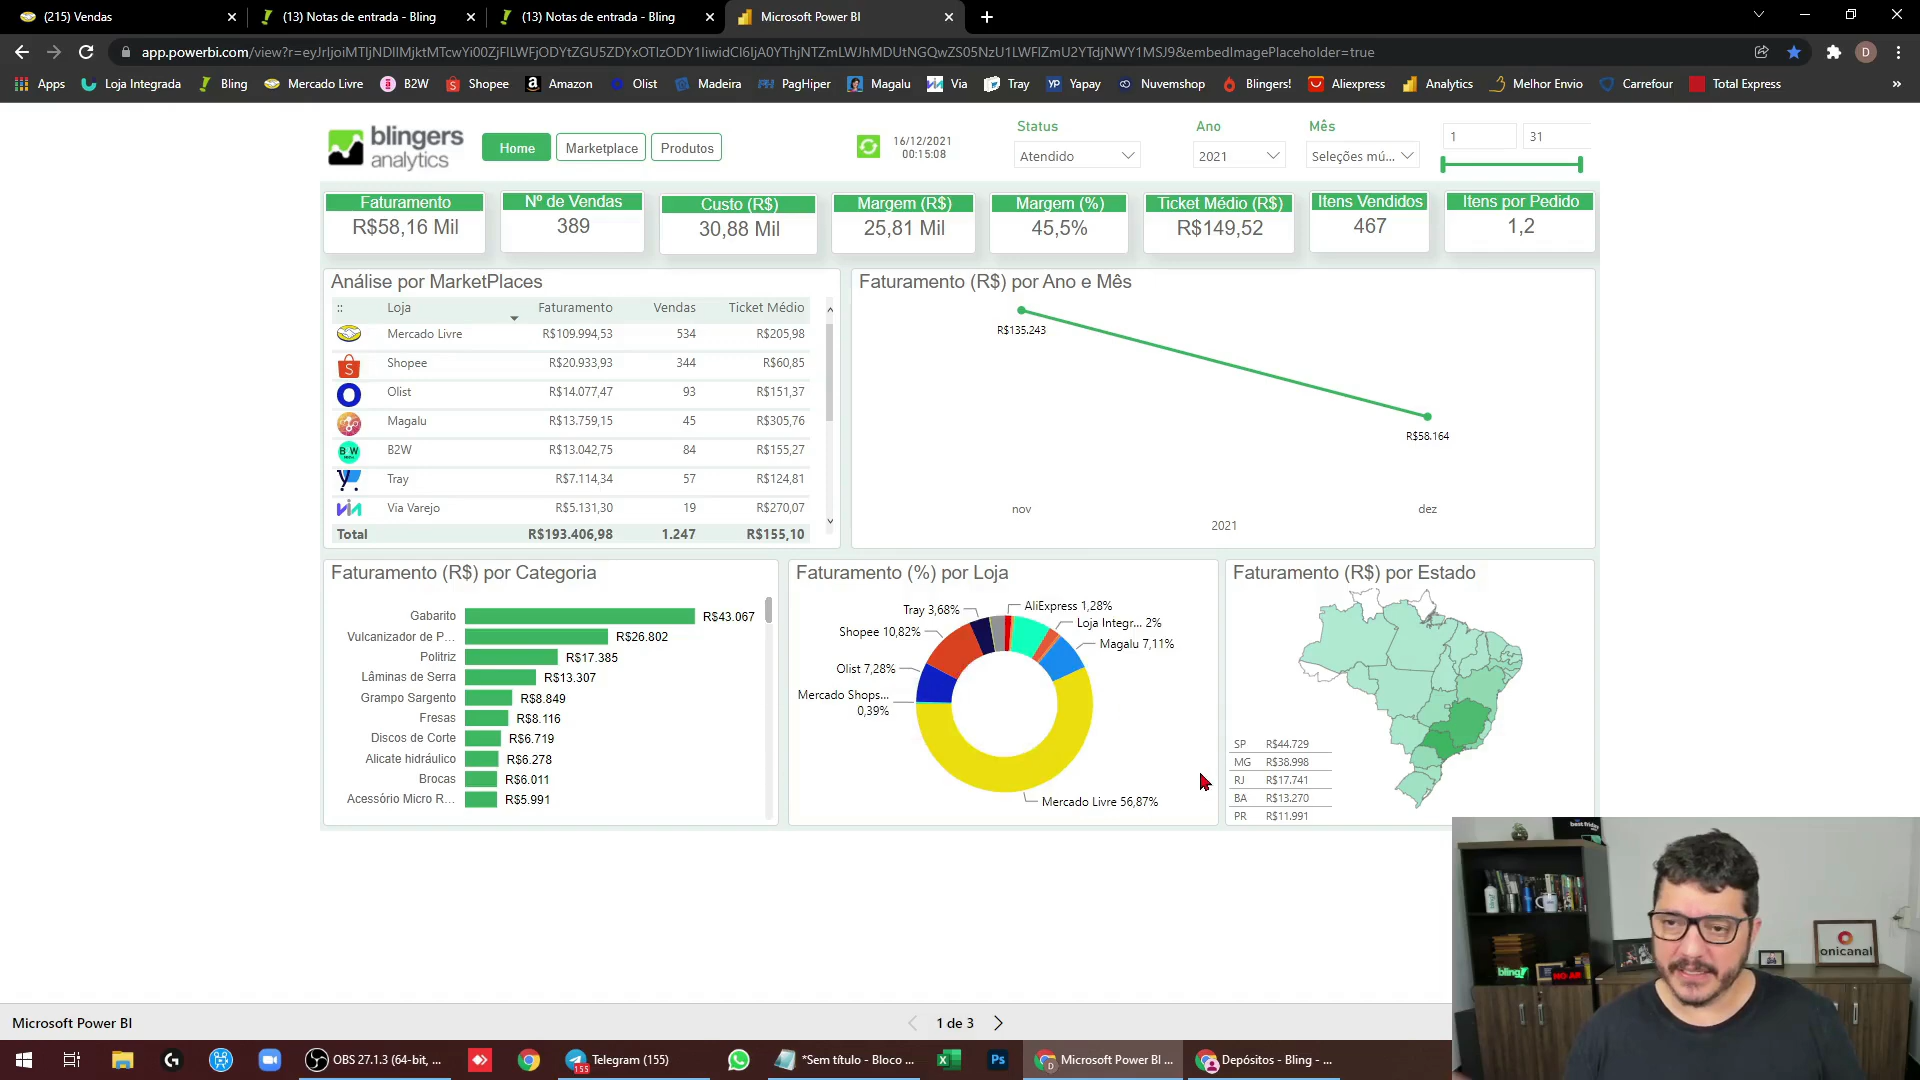 (215) Vendas
(13) Notas de entrada - Bling
(13) Notas de entrada - Bling
Microsoft Power BI
app.powerbi.com/view?r=eyJrIjoiMTljNDllMjktMTcwYi00ZjFlLWFjODYtZGU5ZDYxOTIzODY1IiwidCI6IjA0YThjNTZmLWJhMDUtNGQwZS05NzU1LWFlZmU2YTdjNWY1MSJ9&embedImagePlaceholder=true
D
Apps
Loja Integrada
Bling
Mercado Livre
B2W
Shopee
Amazon
Olist
Madeira
PagHiper
Magalu
Via
Tray
Yapay
Nuvemshop
Blingers!
Aliexpress
Analytics
Melhor Envio
Carrefour
Total Express
blingers
analytics
Home
Marketplace
Produtos
16/12/2021
00:15:08
Status
Atendido
Ano
2021
Mês
Seleções mú...
1
31
Faturamento
R$58,16 Mil
Nº de Vendas
389
Custo (R$)
30,88 Mil
Margem (R$)
25,81 Mil
Margem (%)
45,5%
Ticket Médio (R$)
R$149,52
Itens Vendidos
467
Itens por Pedido
1,2
Análise por MarketPlaces
:: Loja Faturamento Vendas Ticket Médio
Mercado Livre R$109.994,53 534 R$205,98
Shopee R$20.933,93 344 R$60,85
Olist R$14.077,47 93 R$151,37
Magalu R$13.759,15 45 R$305,76
B2W R$13.042,75 84 R$155,27
Tray R$7.114,34 57 R$124,81
Via Varejo R$5.131,30 19 R$270,07
Total R$193.406,98 1.247 R$155,10
Faturamento (R$) por Ano e Mês
R$135.243
R$58.164
nov
dez
2021
Faturamento (R$) por Categoria
Gabarito R$43.067
Vulcanizador de P... R$26.802
Politriz R$17.385
Lâminas de Serra R$13.307
Grampo Sargento R$8.849
Fresas R$8.116
Discos de Corte R$6.719
Alicate hidráulico R$6.278
Brocas R$6.011
Acessório Micro R... R$5.991
Faturamento (%) por Loja
Tray 3,68%
AliExpress 1,28%
Shopee 10,82%
Loja Integr... 2%
Magalu 7,11%
Olist 7,28%
Mercado Shops...
0,39%
Mercado Livre 56,87%
Faturamento (R$) por Estado
SP R$44.729
MG R$38.998
RJ R$17.741
BA R$13.270
PR R$11.991
best friday
bling!
NO AR
onicanal
Microsoft Power BI
1 de 3
OBS 27.1.3 (64-bit, ...
Telegram (155)
155
*Sem título - Bloco ...
Ps
Microsoft Power BI ...
Depósitos - Bling - ...